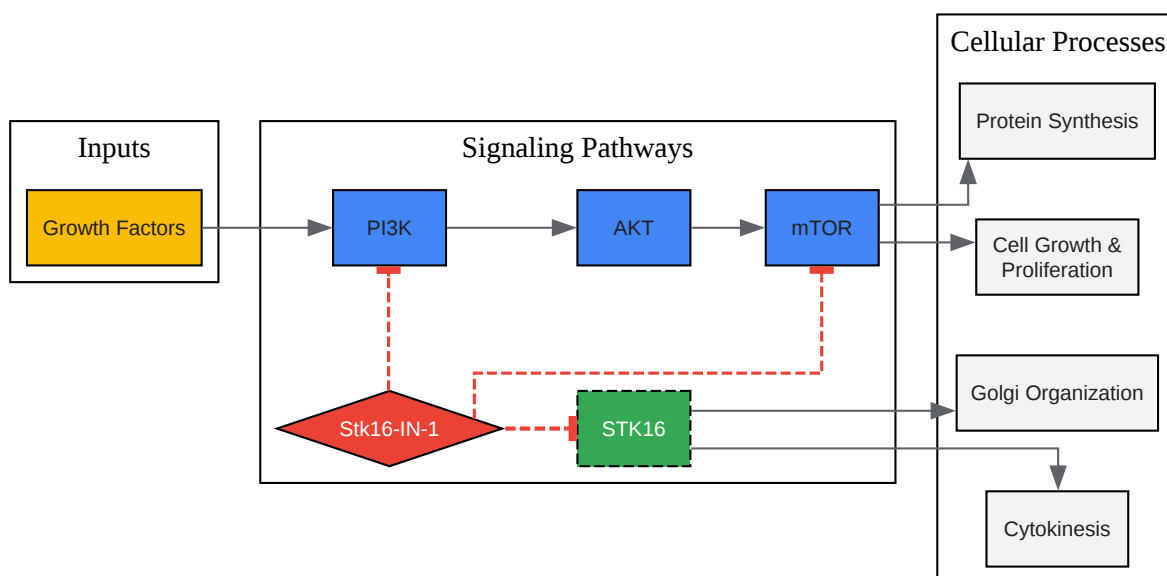 Cellular Processes
Protein Synthesis
Inputs
Signaling Pathways
Growth Factors
PI3K
AKT
mTOR
Cell Growth &
Proliferation
Golgi Organization
Stk16-IN-1
STK16
Cytokinesis